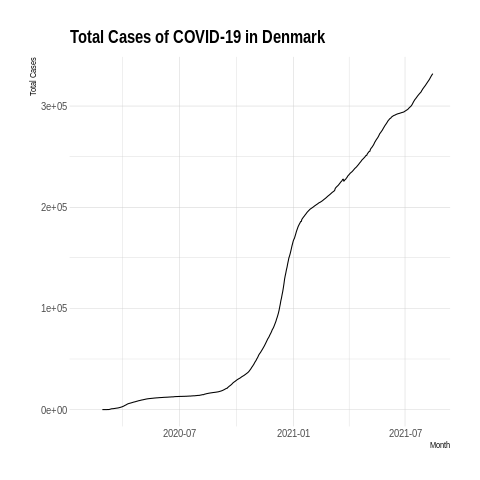 Total Cases of COVID-19 in Denmark
Total Cases
3e+05
2e+05
1e+05
0e+00
2020-07
2021-01
2021-07
Month